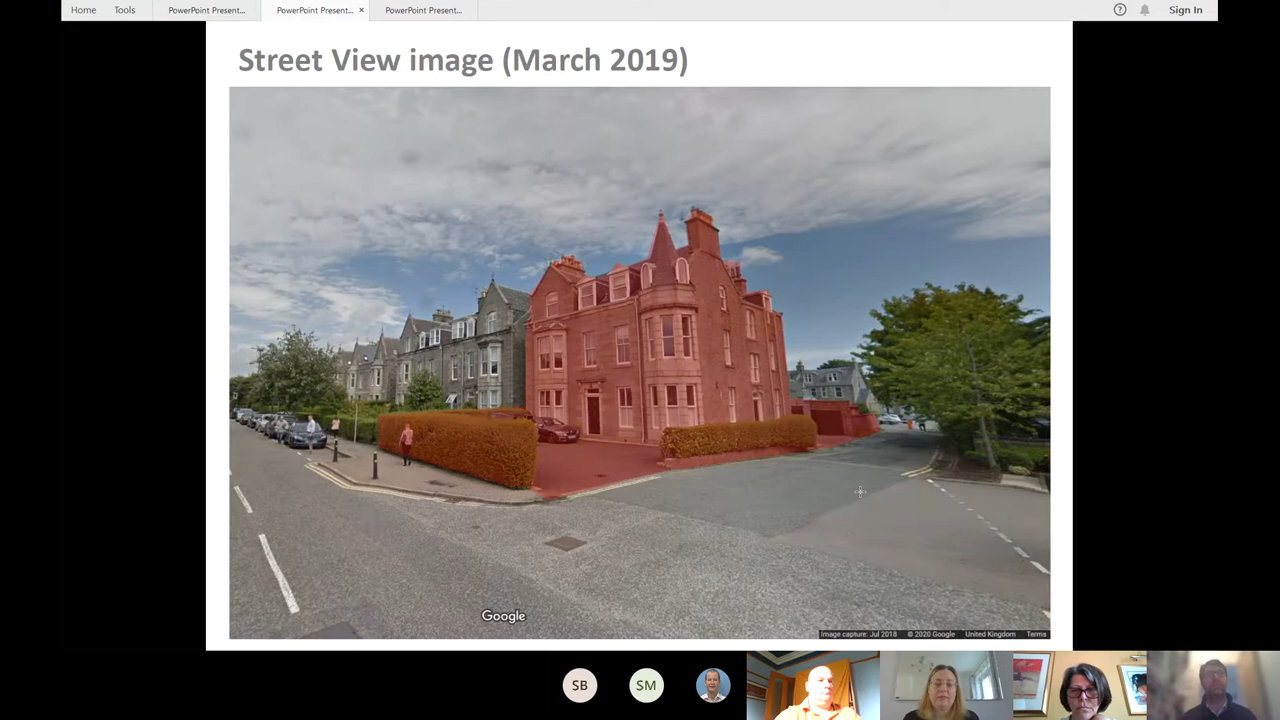 Home Tools PowerPoint Present... PowerPoint Present... × PowerPoint Present... ? Sign In
Street View image (March 2019)
Google
Image capture: Jul 2018 © 2020 Google United Kingdom Terms
SB SM